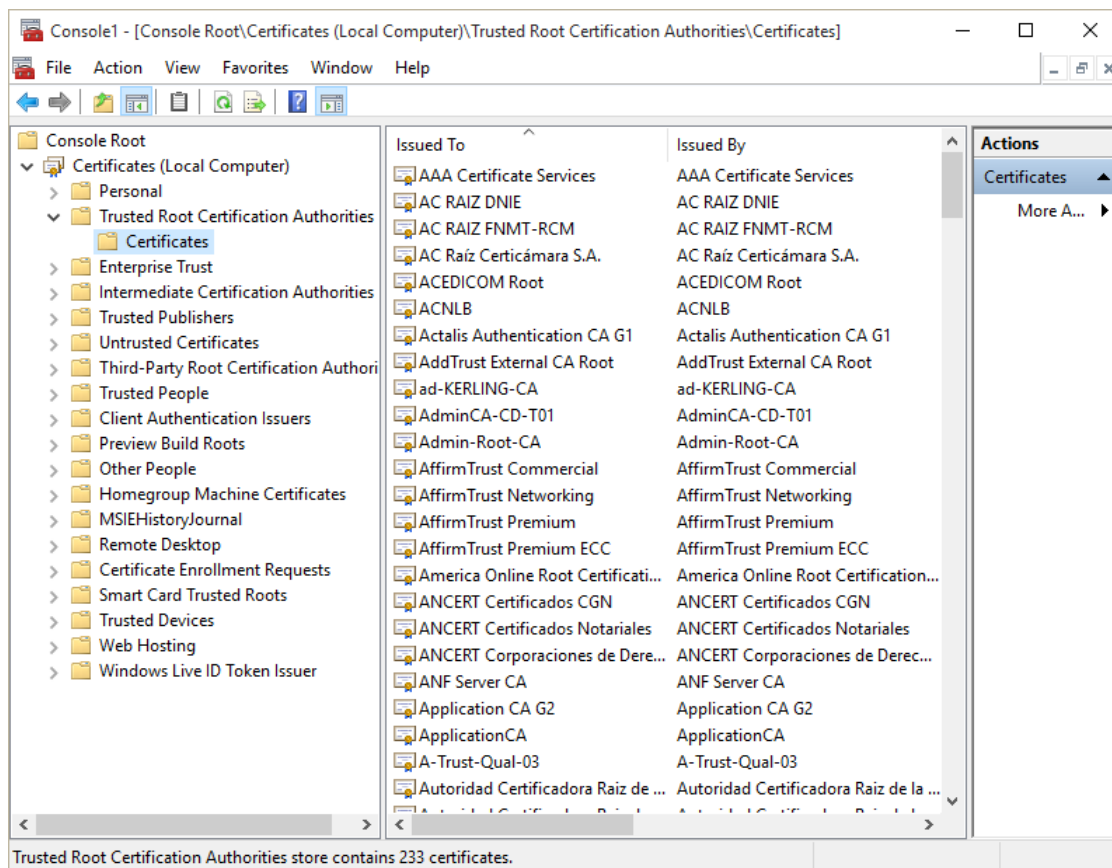 Console1 - [Console Root\Certificates (Local Computer)\Trusted Root Certification Authorities\Certificates]
File Action View Favorites Window Help
Console Root
Certificates (Local Computer)
Personal
Trusted Root Certification Authorities
Certificates
Enterprise Trust
Intermediate Certification Authorities
Trusted Publishers
Untrusted Certificates
Third-Party Root Certification Authori
Trusted People
Client Authentication Issuers
Preview Build Roots
Other People
Homegroup Machine Certificates
MSIEHistoryJournal
Remote Desktop
Certificate Enrollment Requests
Smart Card Trusted Roots
Trusted Devices
Web Hosting
Windows Live ID Token Issuer
Issued To Issued By
AAA Certificate Services AAA Certificate Services
AC RAIZ DNIE AC RAIZ DNIE
AC RAIZ FNMT-RCM AC RAIZ FNMT-RCM
AC Raíz Certicámara S.A. AC Raíz Certicámara S.A.
ACEDICOM Root ACEDICOM Root
ACNLB ACNLB
Actalis Authentication CA G1 Actalis Authentication CA G1
AddTrust External CA Root AddTrust External CA Root
ad-KERLING-CA ad-KERLING-CA
AdminCA-CD-T01 AdminCA-CD-T01
Admin-Root-CA Admin-Root-CA
AffirmTrust Commercial AffirmTrust Commercial
AffirmTrust Networking AffirmTrust Networking
AffirmTrust Premium AffirmTrust Premium
AffirmTrust Premium ECC AffirmTrust Premium ECC
America Online Root Certificati... America Online Root Certification...
ANCERT Certificados CGN ANCERT Certificados CGN
ANCERT Certificados Notariales ANCERT Certificados Notariales
ANCERT Corporaciones de Dere... ANCERT Corporaciones de Derec...
ANF Server CA ANF Server CA
Application CA G2 Application CA G2
ApplicationCA ApplicationCA
A-Trust-Qual-03 A-Trust-Qual-03
Autoridad Certificadora Raiz de ... Autoridad Certificadora Raiz de la ...
Actions
Certificates
More A...
Trusted Root Certification Authorities store contains 233 certificates.